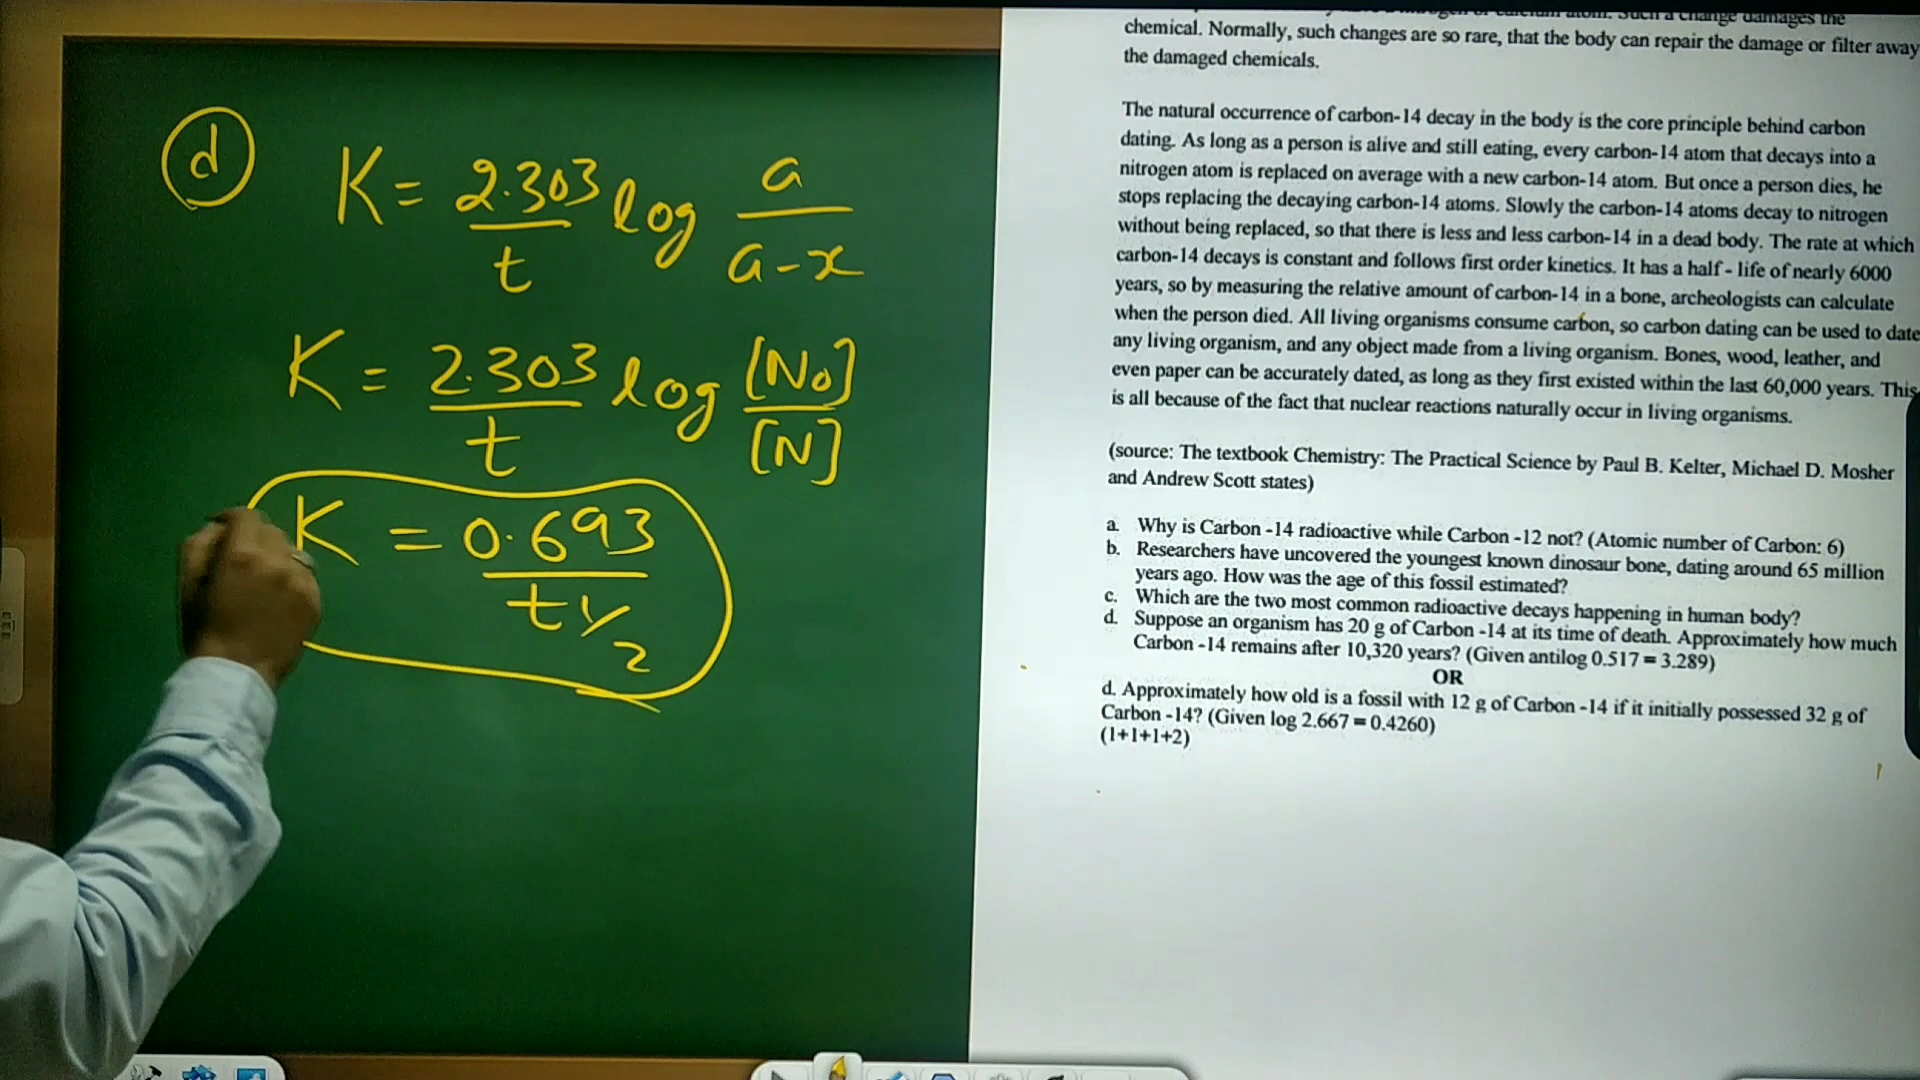 d
K = 2.303/t log a/a-x
K = 2.303/t log [No]/[N]
K = 0.693/t 1/2
calcium atom. Such a change damages the
chemical. Normally, such changes are so rare, that the body can repair the damage or filter away
the damaged chemicals.
The natural occurrence of carbon-14 decay in the body is the core principle behind carbon
dating. As long as a person is alive and still eating, every carbon-14 atom that decays into a
nitrogen atom is replaced on average with a new carbon-14 atom. But once a person dies, he
stops replacing the decaying carbon-14 atoms. Slowly the carbon-14 atoms decay to nitrogen
without being replaced, so that there is less and less carbon-14 in a dead body. The rate at which
carbon-14 decays is constant and follows first order kinetics. It has a half - life of nearly 6000
years, so by measuring the relative amount of carbon-14 in a bone, archeologists can calculate
when the person died. All living organisms consume carbon, so carbon dating can be used to date
any living organism, and any object made from a living organism. Bones, wood, leather, and
even paper can be accurately dated, as long as they first existed within the last 60,000 years. This
is all because of the fact that nuclear reactions naturally occur in living organisms.
(source: The textbook Chemistry: The Practical Science by Paul B. Kelter, Michael D. Mosher
and Andrew Scott states)
a. Why is Carbon -14 radioactive while Carbon -12 not? (Atomic number of Carbon: 6)
b. Researchers have uncovered the youngest known dinosaur bone, dating around 65 million
years ago. How was the age of this fossil estimated?
c. Which are the two most common radioactive decays happening in human body?
d. Suppose an organism has 20 g of Carbon -14 at its time of death. Approximately how much
Carbon -14 remains after 10,320 years? (Given antilog 0.517 = 3.289)
OR
d. Approximately how old is a fossil with 12 g of Carbon -14 if it initially possessed 32 g of
Carbon -14? (Given log 2.667 = 0.4260)
(1+1+1+2)